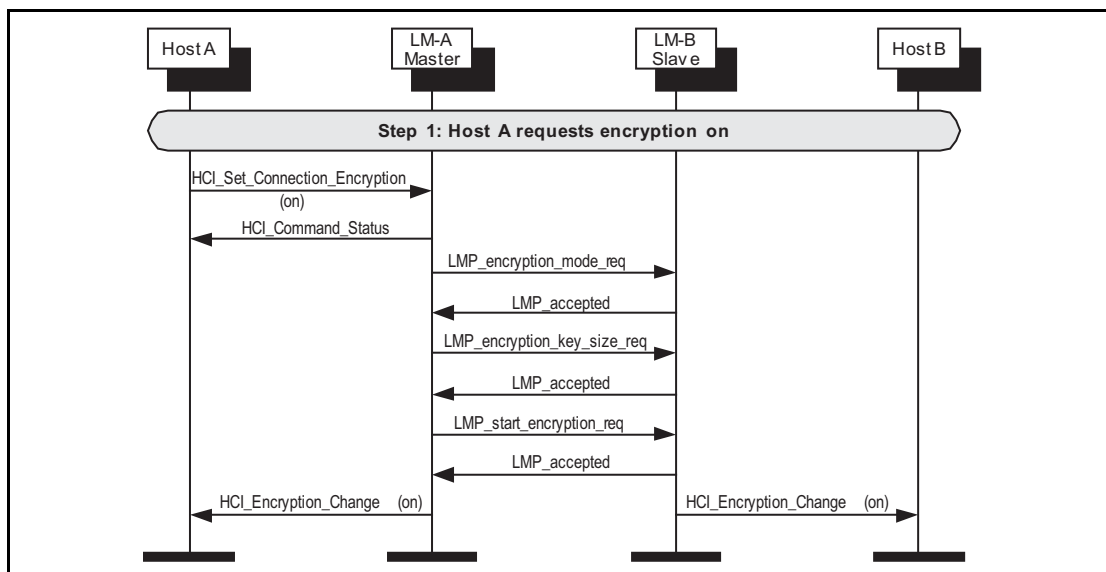 Host A
LM-A
Master
LM-B
Slave
Host B
Step 1: Host A requests encryption on
HCI_Set_Connection_Encryption
(on)
HCI_Command_Status
LMP_encryption_mode_req
LMP_accepted
LMP_encryption_key_size_req
LMP_accepted
LMP_start_encryption_req
LMP_accepted
HCI_Encryption_Change (on)
HCI_Encryption_Change (on)